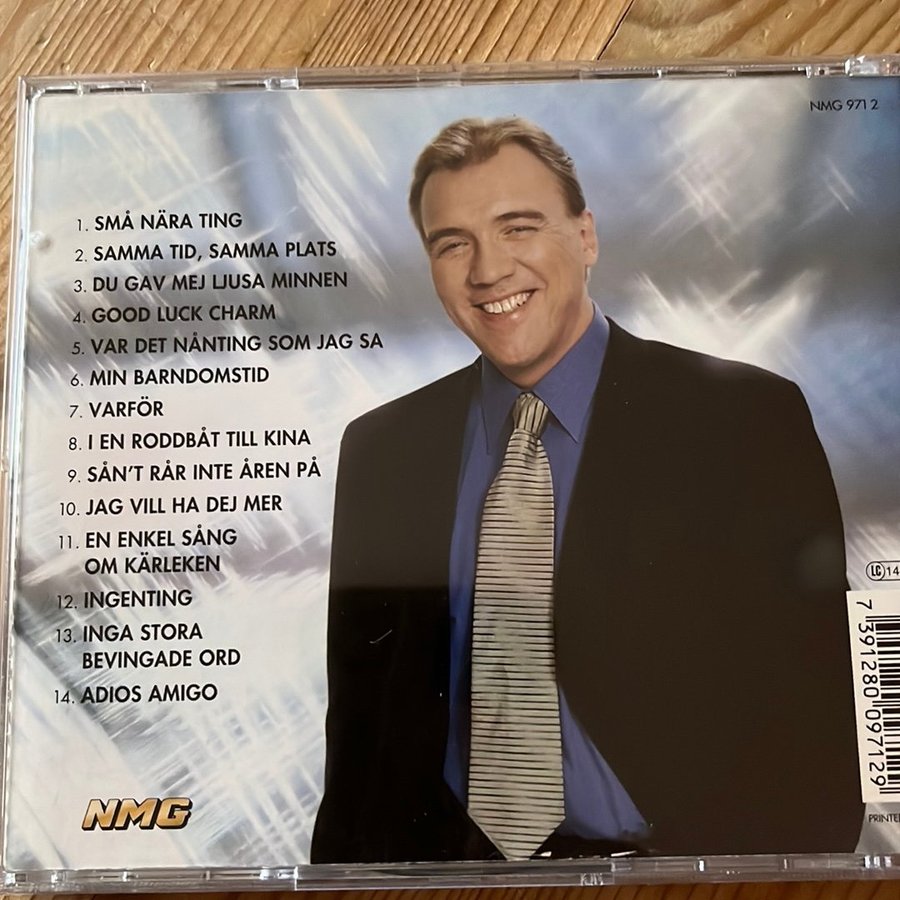 NMG 971 2
1. SMÅ NÄRA TING
2. SAMMA TID, SAMMA PLATS
3. DU GAV MEJ LJUSA MINNEN
4. GOOD LUCK CHARM
5. VAR DET NÅNTING SOM JAG SA
6. MIN BARNDOMSTID
7. VARFÖR
8. I EN RODDBÅT TILL KINA
9. SÅN'T RÅR INTE ÅREN PÅ
10. JAG VILL HA DEJ MER
11. EN ENKEL SÅNG
OM KÄRLEKEN
12. INGENTING
13. INGA STORA
BEVINGADE ORD
14. ADIOS AMIGO
LC 14
7 391280 097129
NMG